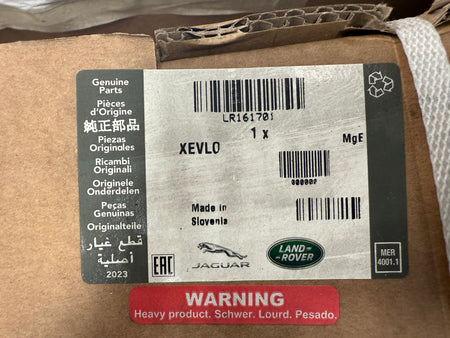 Genuine
Parts
Pièces
d'Origine
純正部品
Piezas
Originales
Ricambi
Originali
Originele
Onderdelen
Peças
Genuinas
Originalteile
قطع غيار
أصلية
2023
LR161701
1 x
XEVLO
MgE
Made in
Slovenia
EAC
JAGUAR
LAND-
ROVER
MER
4001.1
WARNING
Heavy product. Schwer. Lourd. Pesado.